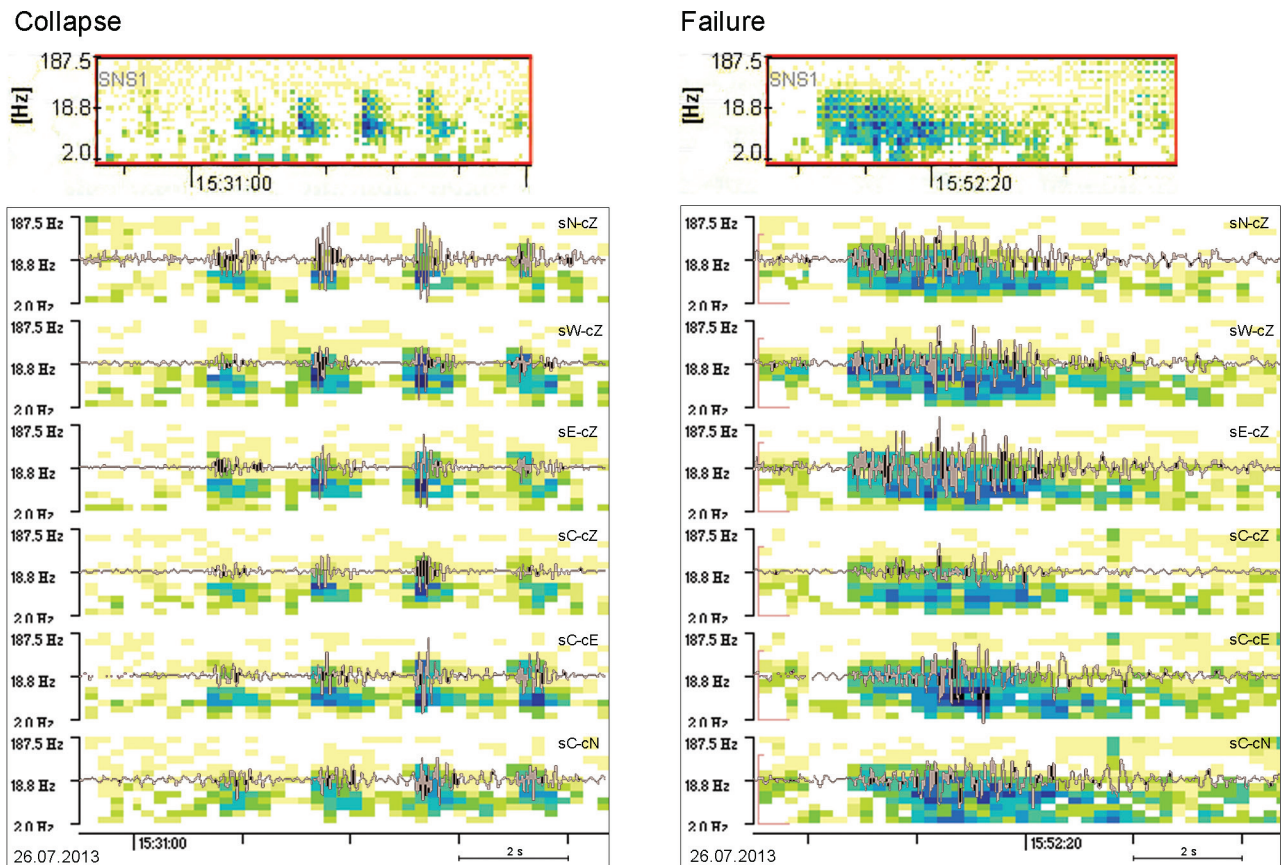 Collapse
187.5
SNS1
18.8
[Hz]
2.0
15:31:00
187.5 Hz
sN-cZ
18.8 Hz
2.0 Hz
187.5 Hz
sW-cZ
18.8 Hz
2.0 Hz
187.5 Hz
sE-cZ
18.8 Hz
2.0 Hz
187.5 Hz
sC-cZ
18.8 Hz
2.0 Hz
187.5 Hz
sC-cE
18.8 Hz
2.0 Hz
187.5 Hz
sC-cN
18.8 Hz
2.0 Hz
15:31:00
26.07.2013
2 s
Failure
187.5
SNS1
18.8
[Hz]
2.0
15:52:20
187.5 Hz
sN-cZ
18.8 Hz
2.0 Hz
187.5 Hz
sW-cZ
18.8 Hz
2.0 Hz
187.5 Hz
sE-cZ
18.8 Hz
2.0 Hz
187.5 Hz
sC-cZ
18.8 Hz
2.0 Hz
187.5 Hz
sC-cE
18.8 Hz
2.0 Hz
187.5 Hz
sC-cN
18.8 Hz
2.0 Hz
15:52:20
26.07.2013
2 s